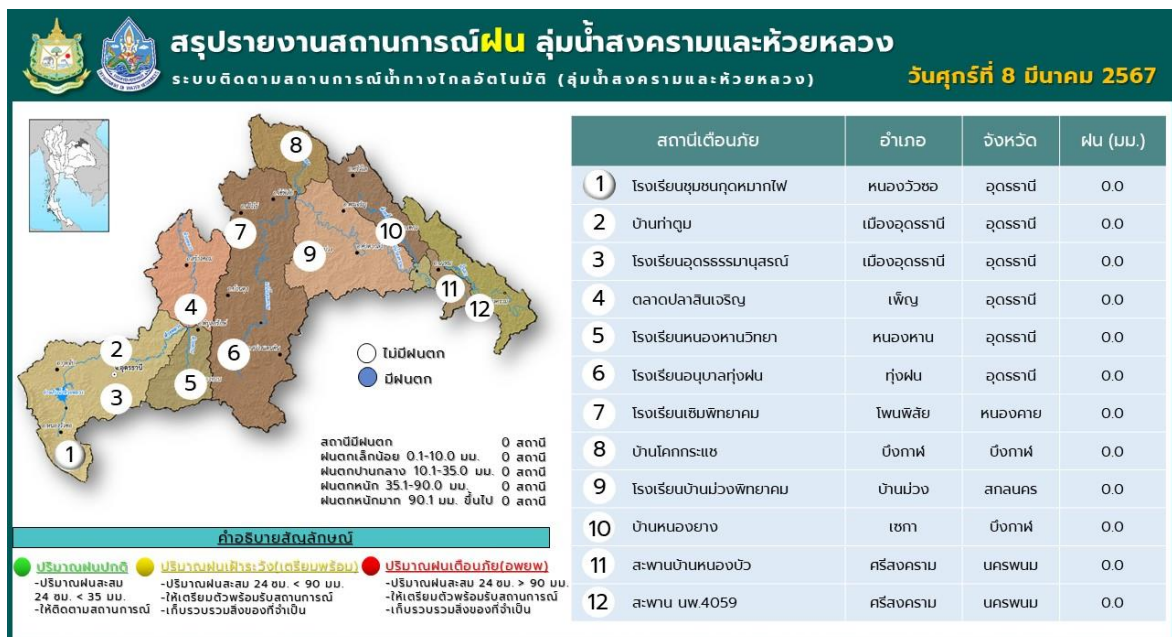 สรุปรายงานสถานการณ์ฝน ลุ่มน้ำสงครามและห้วยหลวง
ระบบติดตามสถานการณ์น้ำทางไกลอัตโนมัติ (ลุ่มน้ำสงครามและห้วยหลวง)
วันศุกร์ที่ 8 มีนาคม 2567
8
7
10
9
11
12
4
2
6
5
3
1
อ.อุดรธานี
ไม่มีฝนตก
มีฝนตก
สถานีมีฝนตก 0 สถานี
ฝนตกเล็กน้อย 0.1-10.0 มม. 0 สถานี
ฝนตกปานกลาง 10.1-35.0 มม. 0 สถานี
ฝนตกหนัก 35.1-90.0 มม. 0 สถานี
ฝนตกหนักมาก 90.1 มม. ขึ้นไป 0 สถานี
คำอธิบายสัญลักษณ์
ปริมาณฝนปกติ
-ปริมาณฝนสะสม
24 ชม. < 35 มม.
-ให้ติดตามสถานการณ์
ปริมาณฝนเฝ้าระวัง(เตรียมพร้อม)
-ปริมาณฝนสะสม 24 ชม. < 90 มม.
-ให้เตรียมตัวพร้อมรับสถานการณ์
-เก็บรวบรวมสิ่งของที่จำเป็น
ปริมาณฝนเตือนภัย(อพยพ)
-ปริมาณฝนสะสม 24 ชม. > 90 มม.
-ให้เตรียมตัวพร้อมรับสถานการณ์
-เก็บรวบรวมสิ่งของที่จำเป็น
สถานีเตือนภัย อำเภอ จังหวัด ฝน (มม.)
1 โรงเรียนชุมชนกุดหมากไฟ หนองวัวซอ อุดรธานี 0.0
2 บ้านท่าตูม เมืองอุดรธานี อุดรธานี 0.0
3 โรงเรียนอุดรธรรมานุสรณ์ เมืองอุดรธานี อุดรธานี 0.0
4 ตลาดปลาสินเจริญ เพ็ญ อุดรธานี 0.0
5 โรงเรียนหนองหานวิทยา หนองหาน อุดรธานี 0.0
6 โรงเรียนอนุบาลทุ่งฝน ทุ่งฝน อุดรธานี 0.0
7 โรงเรียนเซิมพิทยาคม โพนพิสัย หนองคาย 0.0
8 บ้านโคกกระแซ บึงกาฬ บึงกาฬ 0.0
9 โรงเรียนบ้านม่วงพิทยาคม บ้านม่วง สกลนคร 0.0
10 บ้านหนองยาง เซกา บึงกาฬ 0.0
11 สะพานบ้านหนองบัว ศรีสงคราม นครพนม 0.0
12 สะพาน นพ.4059 ศรีสงคราม นครพนม 0.0